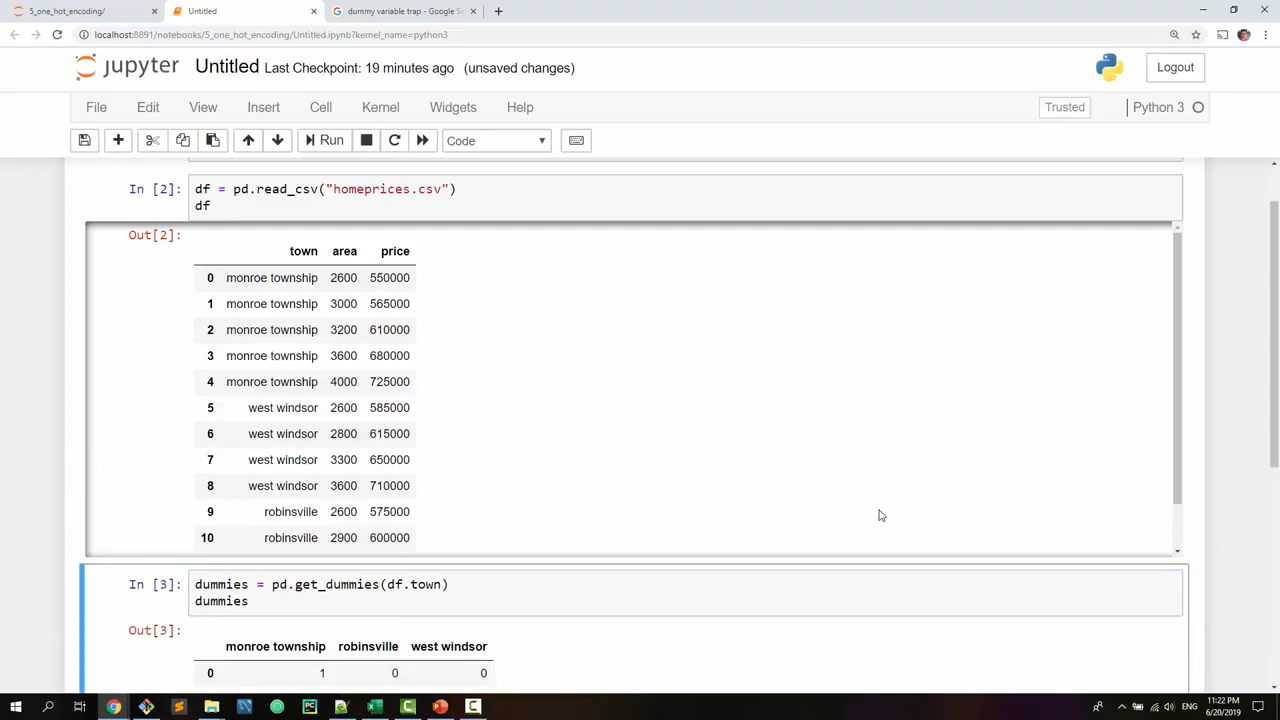 5_one_hot_encoding/
Untitled
dummy variable trap - Google Se
localhost:8891/notebooks/5_one_hot_encoding/Untitled.ipynb?kernel_name=python3
jupyter Untitled Last Checkpoint: 19 minutes ago (unsaved changes)
Logout
File Edit View Insert Cell Kernel Widgets Help
Trusted
Python 3
Run
Code
In [2]: df = pd.read_csv("homeprices.csv")
df
Out[2]:
town area price
0 monroe township 2600 550000
1 monroe township 3000 565000
2 monroe township 3200 610000
3 monroe township 3600 680000
4 monroe township 4000 725000
5 west windsor 2600 585000
6 west windsor 2800 615000
7 west windsor 3300 650000
8 west windsor 3600 710000
9 robinsville 2600 575000
10 robinsville 2900 600000
In [3]: dummies = pd.get_dummies(df.town)
dummies
Out[3]:
monroe township robinsville west windsor
0 1 0 0
ENG
11:22 PM
6/20/2019